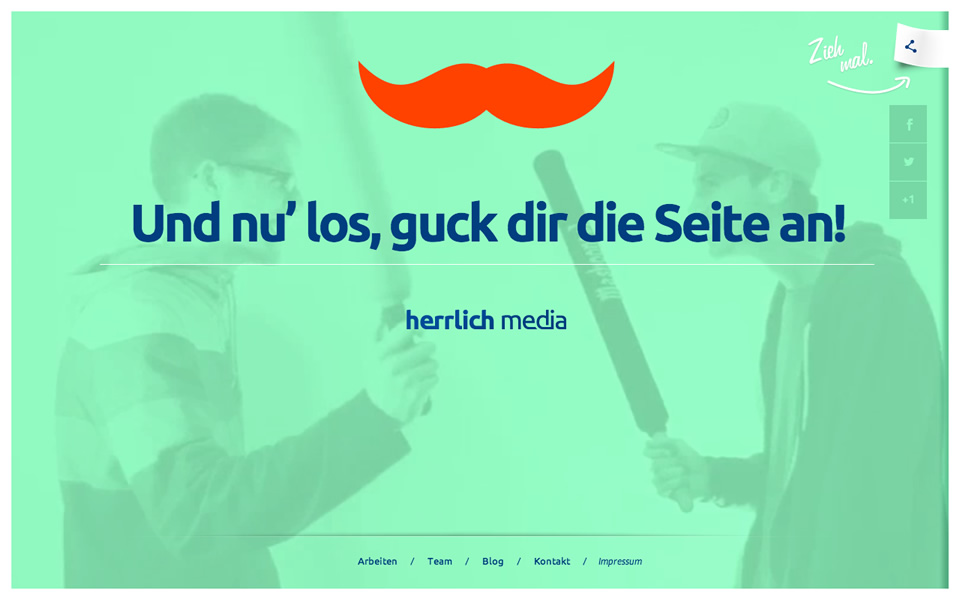 Zieh
mal.
+1
Und nu’ los, guck dir die Seite an!
herrlich media
Arbeiten / Team / Blog / Kontakt / Impressum